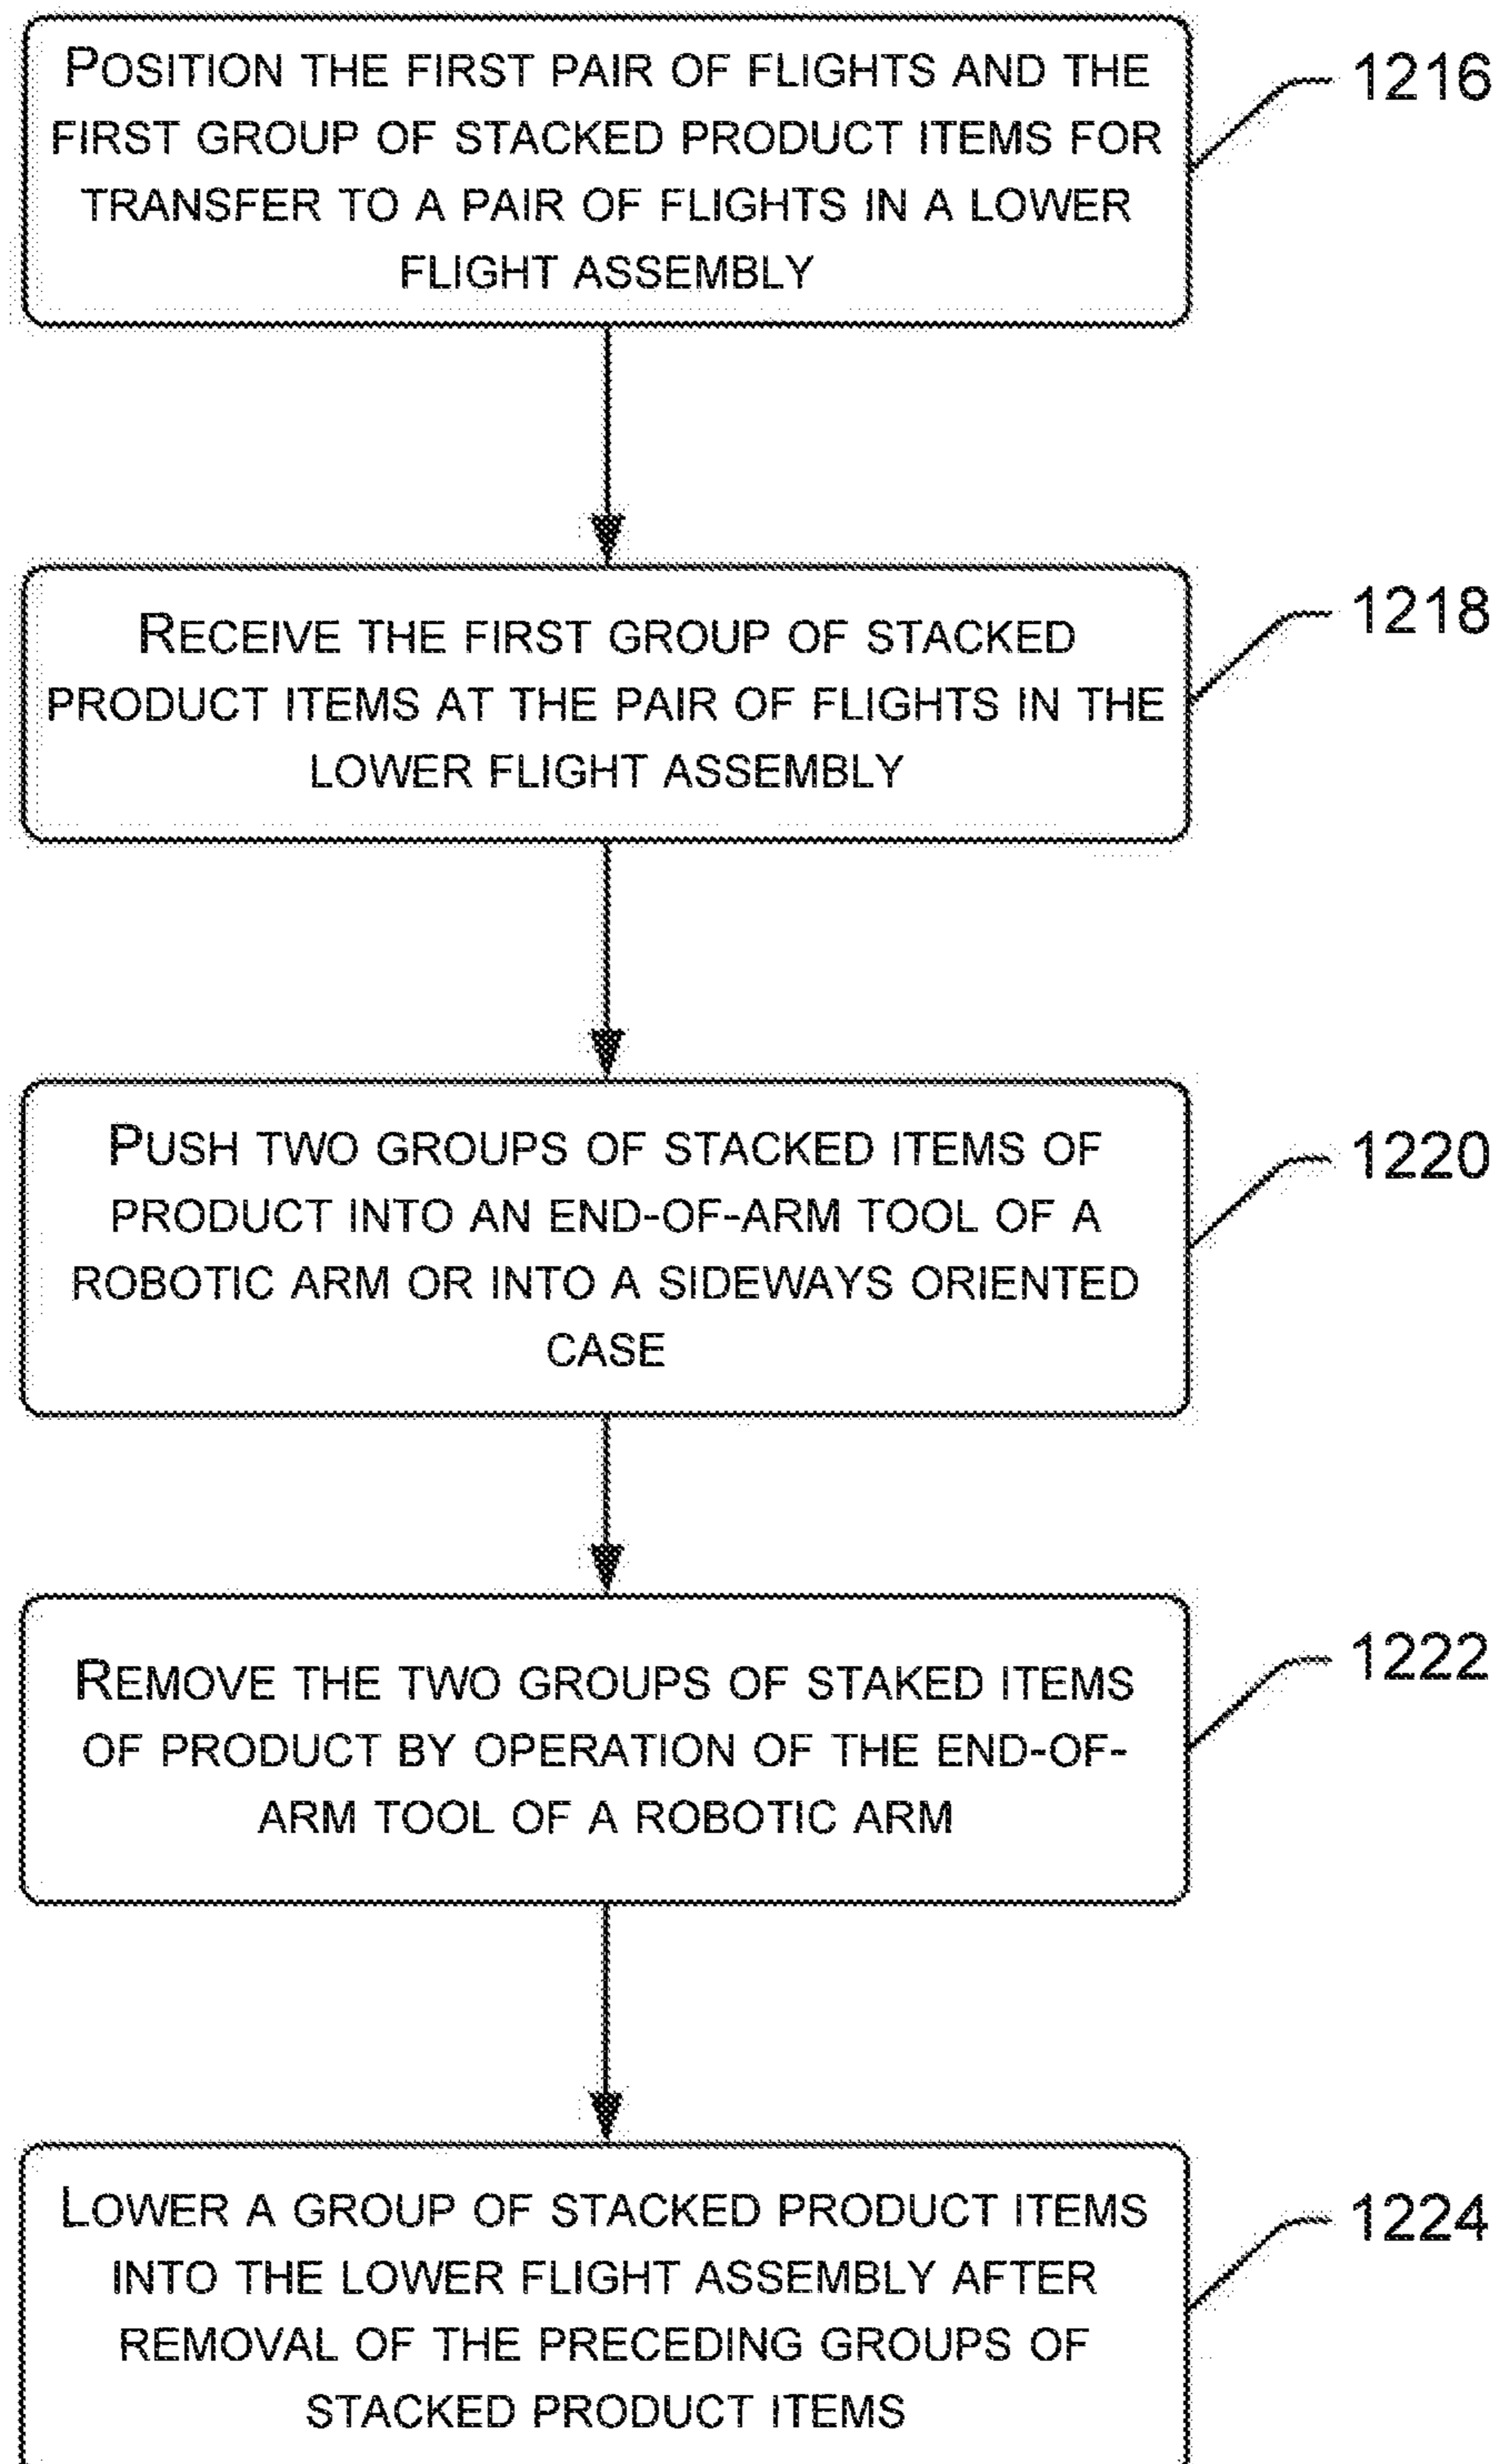 POSITION THE FIRST PAIR OF FLIGHTS AND THE
FIRST GROUP OF STACKED PRODUCT ITEMS FOR
TRANSFER TO A PAIR OF FLIGHTS IN A LOWER
FLIGHT ASSEMBLY
1216
RECEIVE THE FIRST GROUP OF STACKED
PRODUCT ITEMS AT THE PAIR OF FLIGHTS IN THE
LOWER FLIGHT ASSEMBLY
1218
PUSH TWO GROUPS OF STACKED ITEMS OF
PRODUCT INTO AN END-OF-ARM TOOL OF A
ROBOTIC ARM OR INTO A SIDEWAYS ORIENTED
CASE
1220
REMOVE THE TWO GROUPS OF STAKED ITEMS
OF PRODUCT BY OPERATION OF THE END-OF-
ARM TOOL OF A ROBOTIC ARM
1222
LOWER A GROUP OF STACKED PRODUCT ITEMS
INTO THE LOWER FLIGHT ASSEMBLY AFTER
REMOVAL OF THE PRECEDING GROUPS OF
STACKED PRODUCT ITEMS
1224